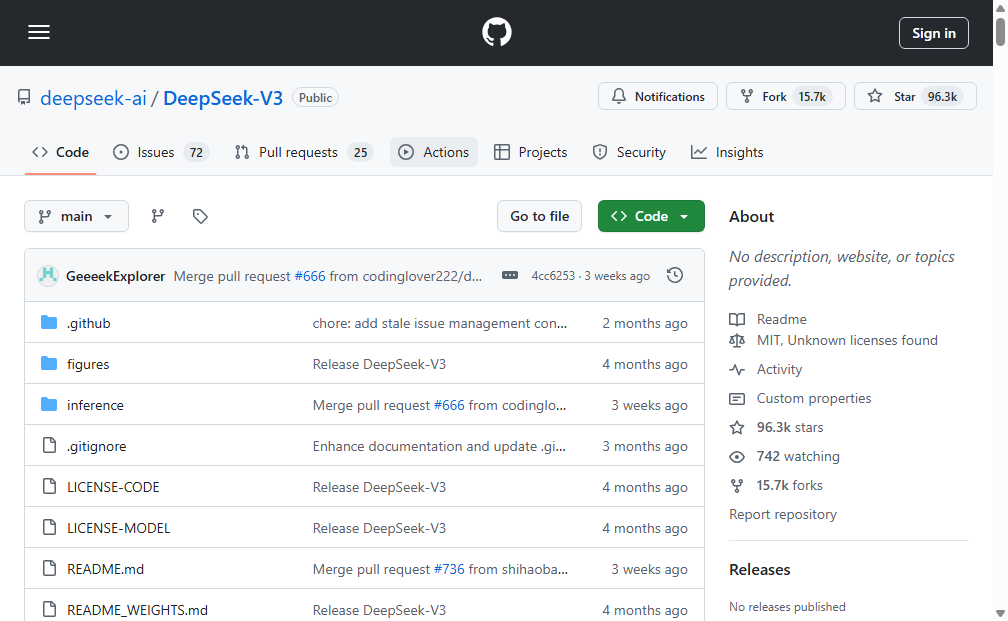 Sign in
deepseek-ai / DeepSeek-V3 Public
Notifications Fork 15.7k Star 96.3k
Code Issues 72 Pull requests 25 Actions Projects Security Insights
main Go to file Code
GeeeekExplorer Merge pull request #666 from codinglover222/d... 4cc6253 · 3 weeks ago
.github chore: add stale issue management con... 2 months ago
figures Release DeepSeek-V3 4 months ago
inference Merge pull request #666 from codinglo... 3 weeks ago
.gitignore Enhance documentation and update .gi... 3 months ago
LICENSE-CODE Release DeepSeek-V3 4 months ago
LICENSE-MODEL Release DeepSeek-V3 4 months ago
README.md Merge pull request #736 from shihaoba... 3 weeks ago
README_WEIGHTS.md Release DeepSeek-V3 4 months ago
About
No description, website, or topics
provided.
Readme
MIT, Unknown licenses found
Activity
Custom properties
96.3k stars
742 watching
15.7k forks
Report repository
Releases
No releases published